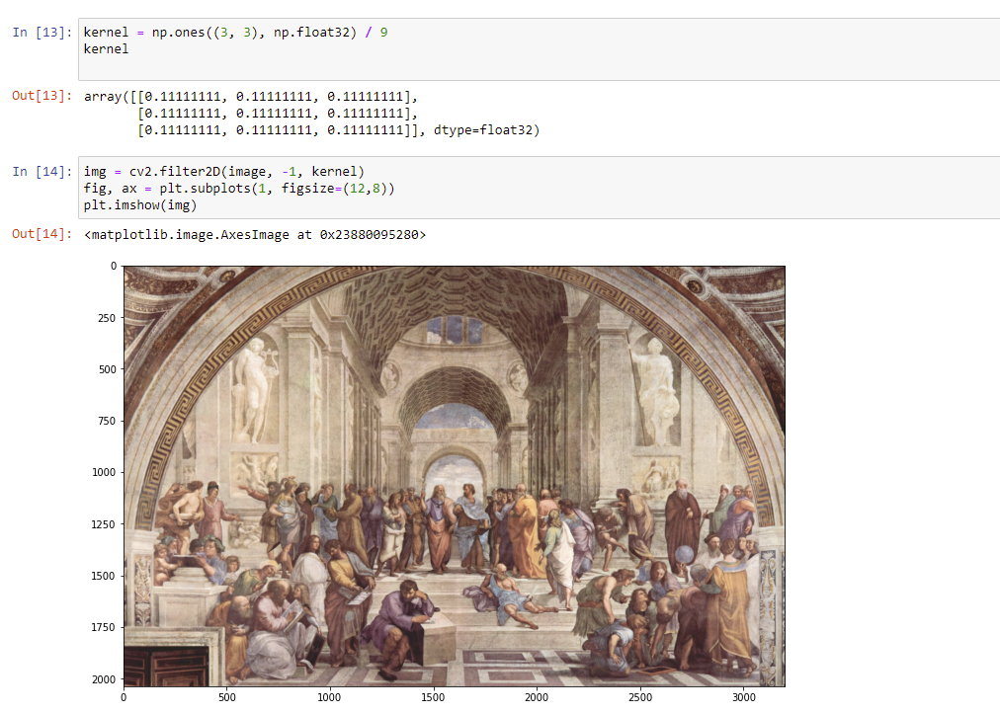 In [13]: kernel = np.ones((3, 3), np.float32) / 9
kernel
Out[13]: array([[0.11111111, 0.11111111, 0.11111111],
[0.11111111, 0.11111111, 0.11111111],
[0.11111111, 0.11111111, 0.11111111]], dtype=float32)
In [14]: img = cv2.filter2D(image, -1, kernel)
fig, ax = plt.subplots(1, figsize=(12,8))
plt.imshow(img)
Out[14]: <matplotlib.image.AxesImage at 0x23880095280>
0
250
500
750
1000
1250
1500
1750
2000
0 500 1000 1500 2000 2500 3000